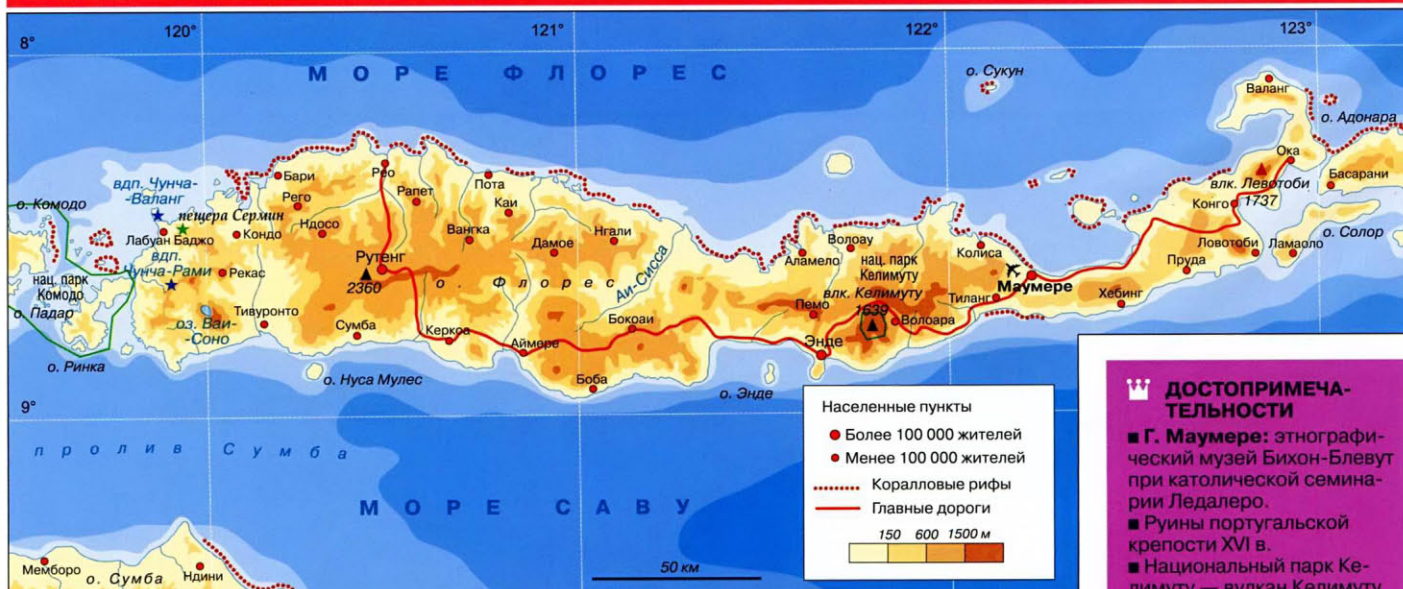 120°
121°
122°
123°
8°
МОРЕ ФЛОРЕС
о. Сукун
Валанг
о. Адонара
Ока
Басарани
влк. Левотоби
1737
Конго
о. Солор
Ловотоби
Ламаоло
Пруда
Хебинг
о. Комодо
вдп. Чунча-
-Валанг
пещера Сермин
Лабуан Баджо
вдп.
Чунча-Рами
нац. парк
Комодо
о. Падар
о. Ринка
Бари
Рего
Ндосо
Кондо
Рекас
Тивуронто
оз. Ваи-
-Соно
Рео
Рапет
Рутенг
2360
Вангка
Пота
Каи
Дамое
Нгали
о. Флорес
Аи-Сисса
Сумба
Керкоа
Аймере
Бокоаи
Боба
о. Нуса Мулес
Аламело
Волоау
нац. парк
Келимуту
влк. Келимуту
1639
Пемо
Волоара
Энде
о. Энде
Колиса
Маумере
Тиланг
9°
пролив Сумба
МОРЕ САВУ
Мемборо
о. Сумба
Ндини
50 км
Населенные пункты
Более 100 000 жителей
Менее 100 000 жителей
Коралловые рифы
Главные дороги
150 600 1500 м
ДОСТОПРИМЕЧА-
ТЕЛЬНОСТИ
■ Г. Маумере: этнографи-
ческий музей Бихон-Блевут
при католической семина-
рии Ледалеро.
■ Руины португальской
крепости XVI в.
■ Национальный парк Ке-
лимуту — вулкан Келимуту